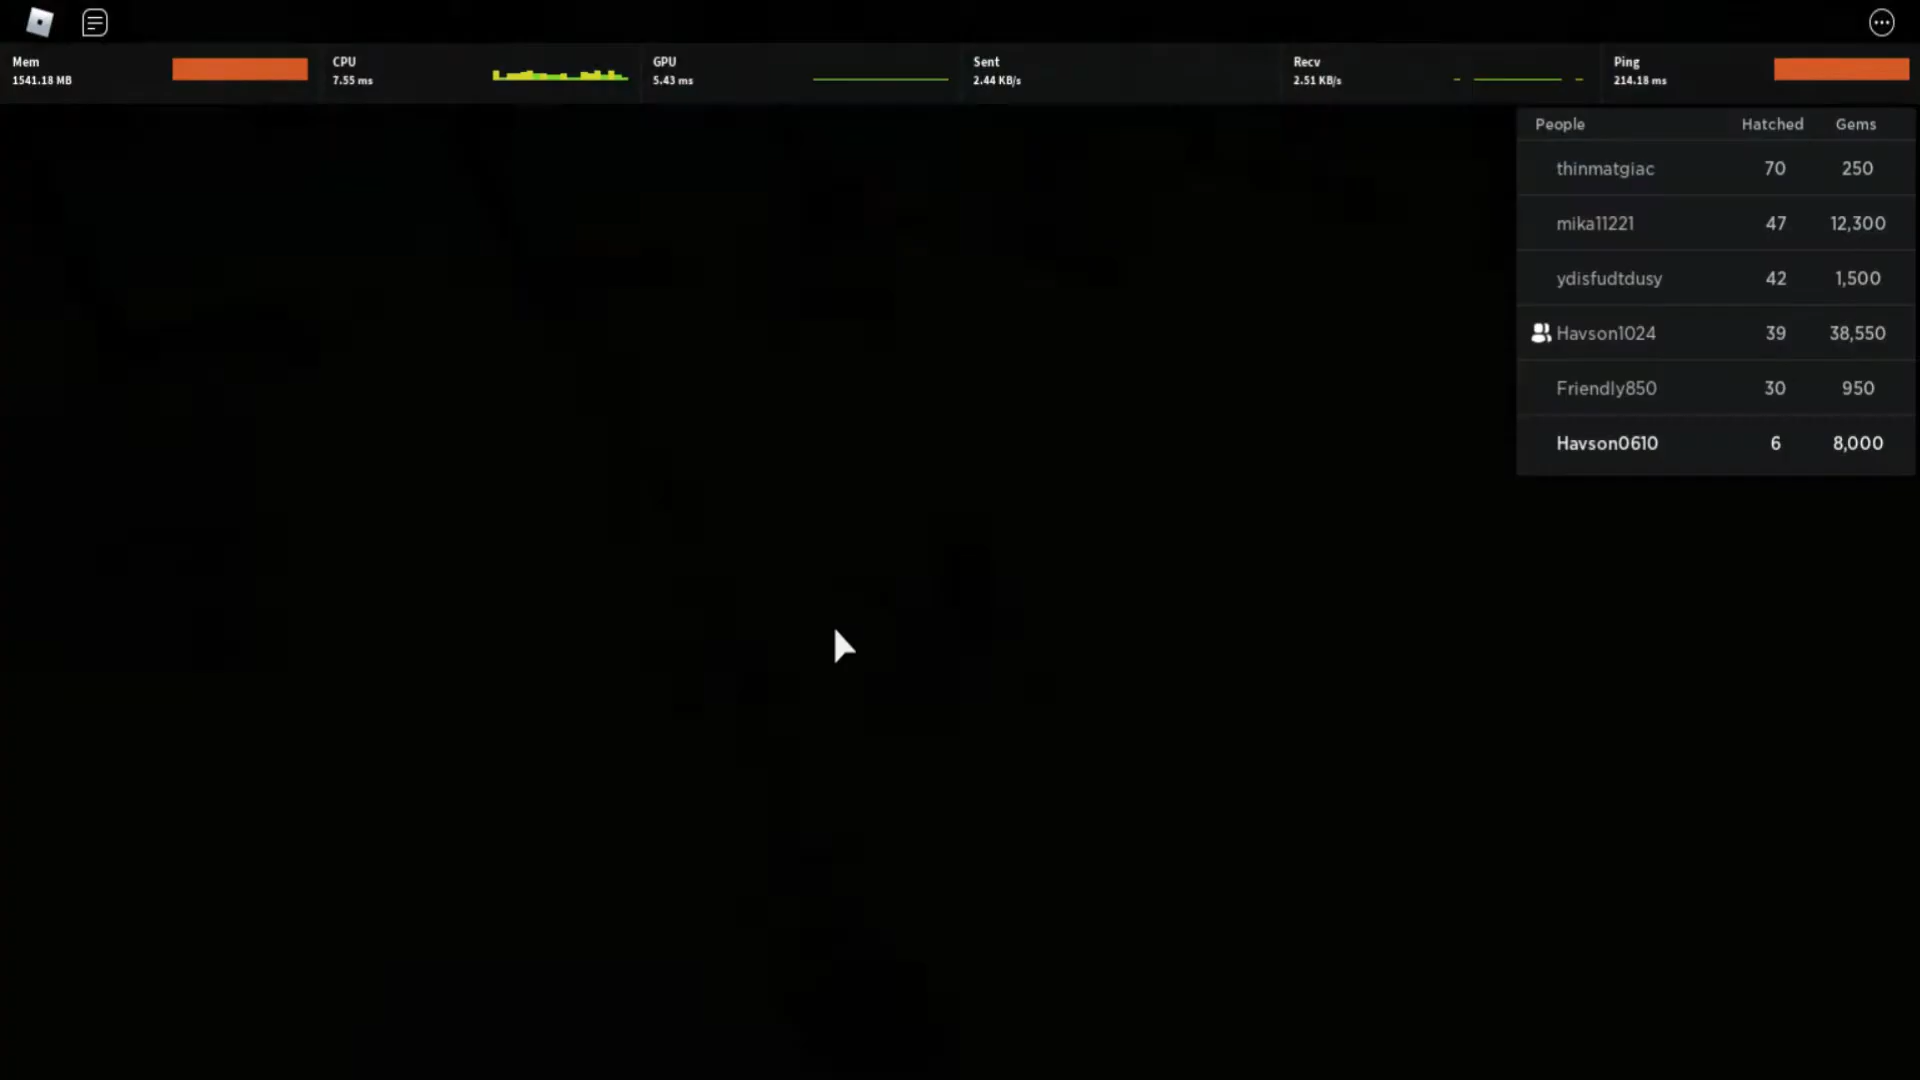 Mem CPU GPU Sent Recv Ping
1541.18 MB 7.55 ms 5.43 ms 2.44 KB/s 2.51 KB/s 214.18 ms
People Hatched Gems
thinmatgiac 70 250
mika11221 47 12,300
ydisfudtdusy 42 1,500
Havson1024 39 38,550
Friendly850 30 950
Havson0610 6 8,000